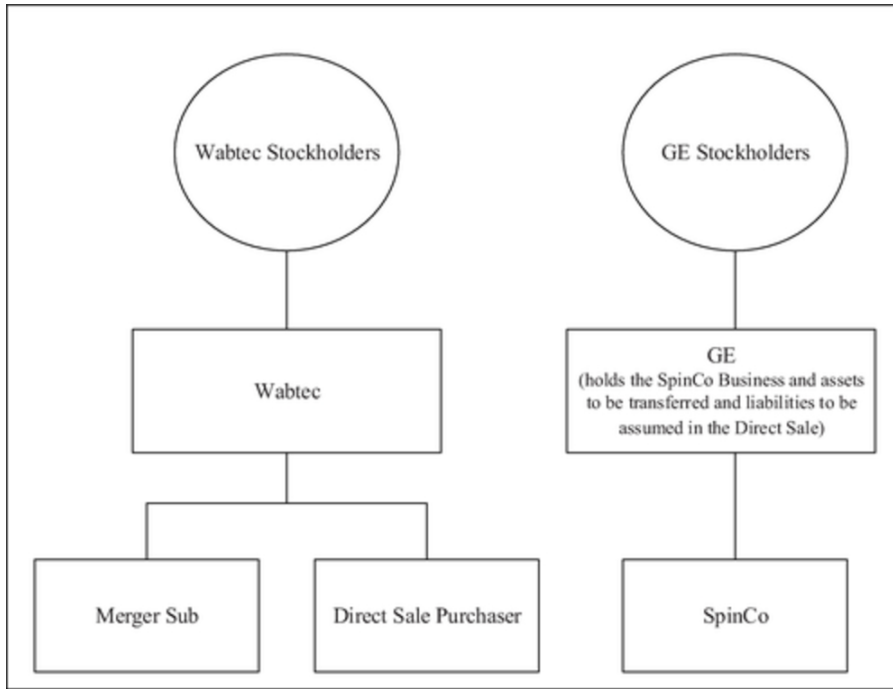 Wabtec Stockholders
GE Stockholders
Wabtec
GE
(holds the SpinCo Business and assets
to be transferred and liabilities to be
assumed in the Direct Sale)
Merger Sub
Direct Sale Purchaser
SpinCo